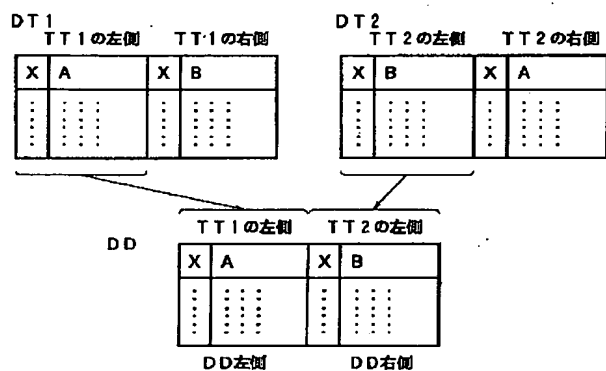 DT1
TT1の左側 TT1の右側
X A X B
DT2
TT2の左側 TT2の右側
X B X A
TT1の左側 TT2の左側
DD
X A X B
DD左側 DD右側